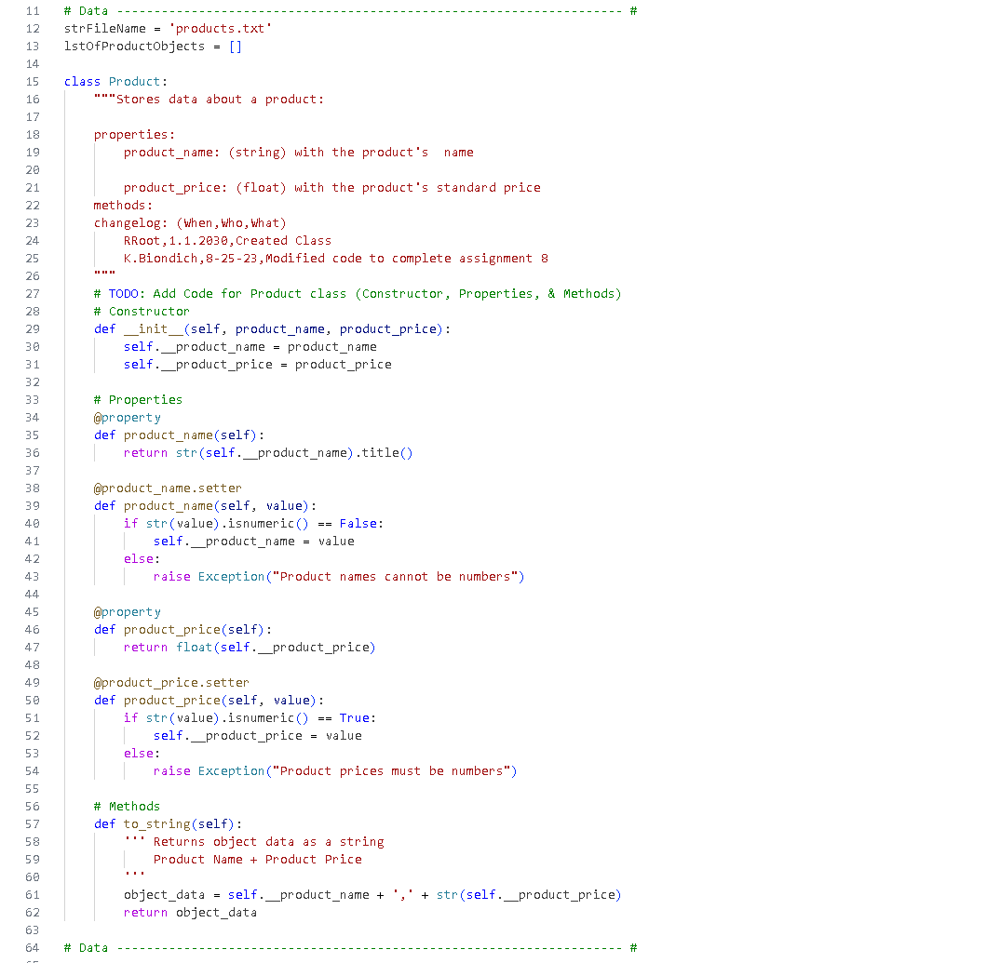 11 # Data -------------------------------------------------------------------- #
12 strFileName = 'products.txt'
13 lstOfProductObjects = []
14
15 class Product:
16     """Stores data about a product:
17
18     properties:
19         product_name: (string) with the product's  name
20
21         product_price: (float) with the product's standard price
22     methods:
23     changelog: (When,Who,What)
24         RRoot,1.1.2030,Created Class
25         K.Biondich,8-25-23,Modified code to complete assignment 8
26     """
27     # TODO: Add Code for Product class (Constructor, Properties, & Methods)
28     # Constructor
29     def __init__(self, product_name, product_price):
30         self.__product_name = product_name
31         self.__product_price = product_price
32
33     # Properties
34     @property
35     def product_name(self):
36         return str(self.__product_name).title()
37
38     @product_name.setter
39     def product_name(self, value):
40         if str(value).isnumeric() == False:
41             self.__product_name = value
42         else:
43             raise Exception("Product names cannot be numbers")
44
45     @property
46     def product_price(self):
47         return float(self.__product_price)
48
49     @product_price.setter
50     def product_price(self, value):
51         if str(value).isnumeric() == True:
52             self.__product_price = value
53         else:
54             raise Exception("Product prices must be numbers")
55
56     # Methods
57     def to_string(self):
58         ''' Returns object data as a string
59             Product Name + Product Price
60         '''
61         object_data = self.__product_name + ',' + str(self.__product_price)
62         return object_data
63
64 # Data -------------------------------------------------------------------- #